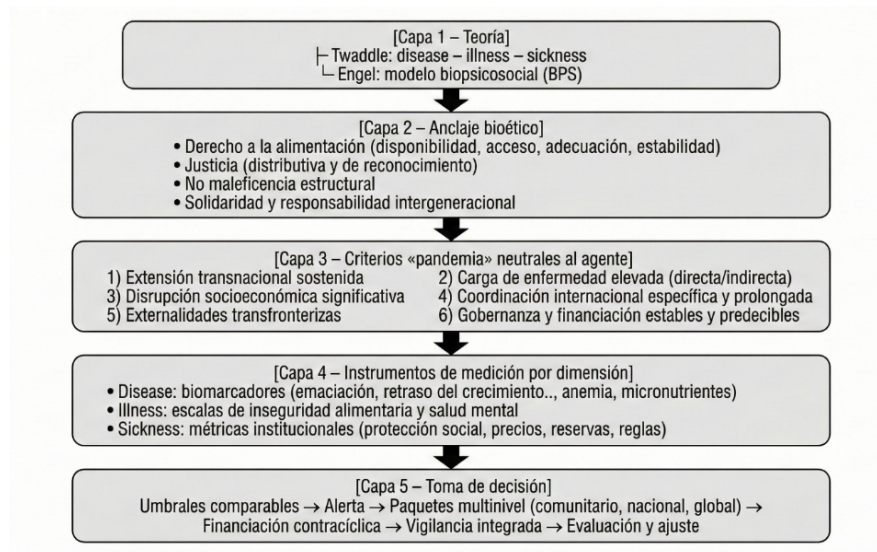 [Capa 1 – Teoría]
├ Twaddle: disease – illness – sickness
└ Engel: modelo biopsicosocial (BPS)
[Capa 2 – Anclaje bioético]
• Derecho a la alimentación (disponibilidad, acceso, adecuación, estabilidad)
• Justicia (distributiva y de reconocimiento)
• No maleficencia estructural
• Solidaridad y responsabilidad intergeneracional
[Capa 3 – Criterios «pandemia» neutrales al agente]
1) Extensión transnacional sostenida 2) Carga de enfermedad elevada (directa/indirecta)
3) Disrupción socioeconómica significativa 4) Coordinación internacional específica y prolongada
5) Externalidades transfronterizas 6) Gobernanza y financiación estables y predecibles
[Capa 4 – Instrumentos de medición por dimensión]
• Disease: biomarcadores (emaciación, retraso del crecimiento.., anemia, micronutrientes)
• Illness: escalas de inseguridad alimentaria y salud mental
• Sickness: métricas institucionales (protección social, precios, reservas, reglas)
[Capa 5 – Toma de decisión]
Umbrales comparables → Alerta → Paquetes multinivel (comunitario, nacional, global) →
Financiación contracíclica → Vigilancia integrada → Evaluación y ajuste